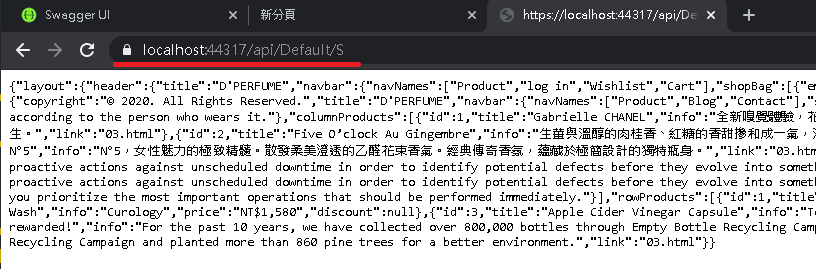 Swagger UI
新分頁
https://localhost:44317/api/De
localhost:44317/api/Default/S
{"layout":{"header":{"title":"D'PERFUME","navbar":{"navNames":["Product","log in","Wishlist","Cart"],"shopBag":[{"e
{"copyright":"© 2020. All Rights Reserved.","title":"D'PERFUME","navbar":{"navNames":["Product","Blog","Contact"],"s
according to the person who wears it."},"columnProducts":[{"id":1,"title":"Gabrielle CHANEL","info":"全新嗅覺體驗，花
生。","link":"03.html"},{"id":2,"title":"Five O’clock Au Gingembre","info":"生薑與溫醇的肉桂香、紅糖的香甜摻和成一氣，
N°5","info":"N°5，女性魅力的極致精髓。散發柔美澄透的乙醛花束香氣。經典傳奇香氛，蘊藏於極簡設計的獨特瓶身。","link":"03.htm
proactive actions against unscheduled downtime in order to identify potential defects before they evolve into someth
proactive actions against unscheduled downtime in order to identify potential defects before they evolve into someth
you prioritize the most important operations that should be performed immediately."}],"rowProducts":[{"id":1,"title"
Wash","info":"Curology","price":"NT$1,580","discount":null},{"id":3,"title":"Apple Cider Vinegar Capsule","info":"To
rewarded!","info":"For the past 10 years, we have collected over 800,000 bottles through Empty Bottle Recycling Camp
Recycling Campaign and planted more than 860 pine trees for a better environment.","link":"03.html"}}